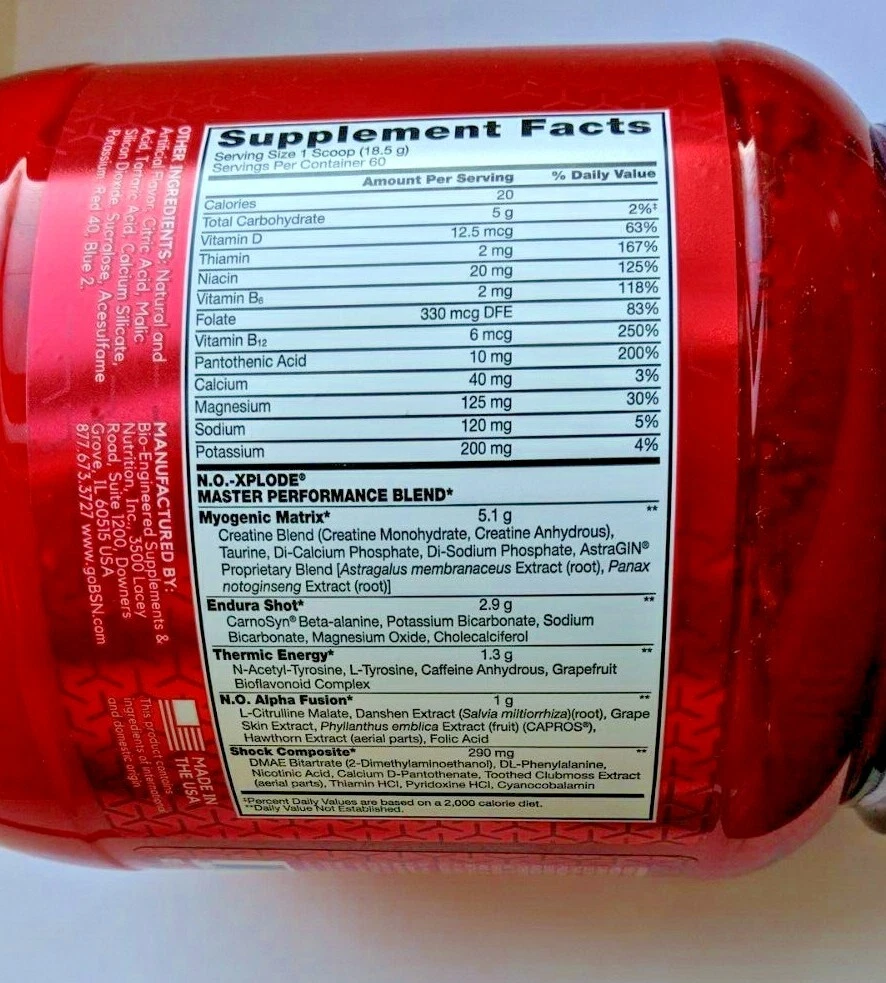 Supplement Facts
Serving Size 1 Scoop (18.5 g)
Servings Per Container 60
Amount Per Serving % Daily Value
Calories 20
Total Carbohydrate 5 g 2%‡
Vitamin D 12.5 mcg 63%
Thiamin 2 mg 167%
Niacin 20 mg 125%
Vitamin B6 2 mg 118%
Folate 330 mcg DFE 83%
Vitamin B12 6 mcg 250%
Pantothenic Acid 10 mg 200%
Calcium 40 mg 3%
Magnesium 125 mg 30%
Sodium 120 mg 5%
Potassium 200 mg 4%
N.O.-XPLODE®
MASTER PERFORMANCE BLEND*
Myogenic Matrix* 5.1 g **
Creatine Blend (Creatine Monohydrate, Creatine Anhydrous),
Taurine, Di-Calcium Phosphate, Di-Sodium Phosphate, AstraGIN®
Proprietary Blend [Astragalus membranaceus Extract (root), Panax
notoginseng Extract (root)]
Endura Shot* 2.9 g **
CarnoSyn® Beta-alanine, Potassium Bicarbonate, Sodium
Bicarbonate, Magnesium Oxide, Cholecalciferol
Thermic Energy* 1.3 g **
N-Acetyl-Tyrosine, L-Tyrosine, Caffeine Anhydrous, Grapefruit
Bioflavonoid Complex
N.O. Alpha Fusion* 1 g **
L-Citrulline Malate, Danshen Extract (Salvia miltiorrhiza)(root), Grape
Skin Extract, Phyllanthus emblica Extract (fruit) (CAPROS®),
Hawthorn Extract (aerial parts), Folic Acid
Shock Composite* 290 mg **
DMAE Bitartrate (2-Dimethylaminoethanol), DL-Phenylalanine,
Nicotinic Acid, Calcium D-Pantothenate, Toothed Clubmoss Extract
(aerial parts), Thiamin HCl, Pyridoxine HCl, Cyanocobalamin
‡Percent Daily Values are based on a 2,000 calorie diet.
**Daily Value Not Established.
OTHER INGREDIENTS: Natural and
Artificial Flavor, Citric Acid, Malic
Acid, Tartaric Acid, Calcium Silicate,
Silicon Dioxide, Sucralose, Acesulfame
Potassium, Red 40, Blue 2.
MANUFACTURED BY:
Bio-Engineered Supplements &
Nutrition, Inc., 3500 Lacey
Road, Suite 1200, Downers
Grove, IL 60515 USA
877.673.3727 www.goBSN.com
MADE IN
THE USA
This product contains
ingredients of international
and domestic origin